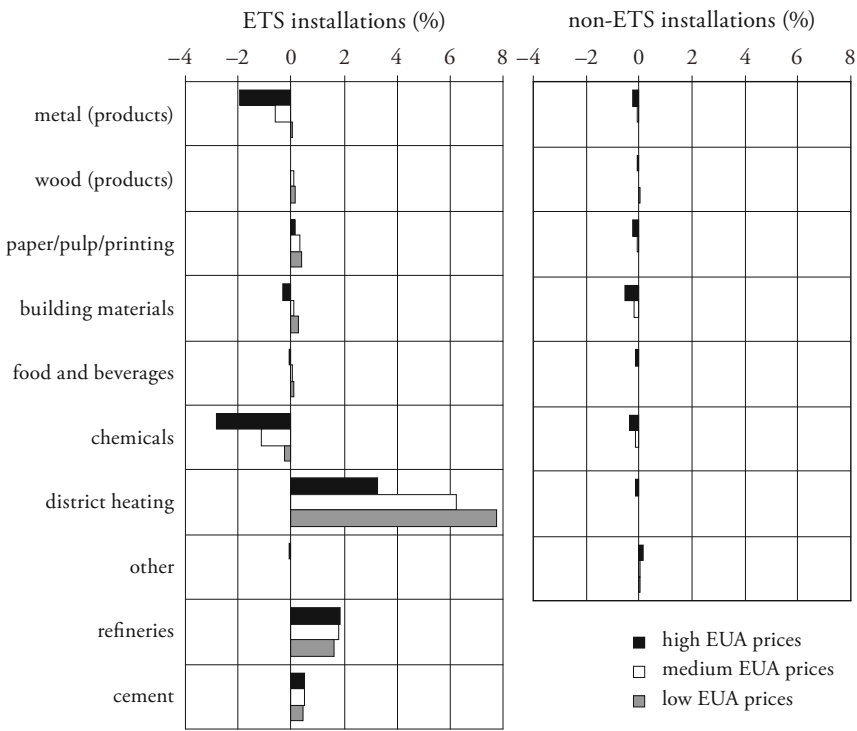 ETS installations (%)
non-ETS installations (%)
–4 –2 0 2 4 6 8
–4 –2 0 2 4 6 8
metal (products)
wood (products)
paper/pulp/printing
building materials
food and beverages
chemicals
district heating
other
refineries
cement
high EUA prices
medium EUA prices
low EUA prices